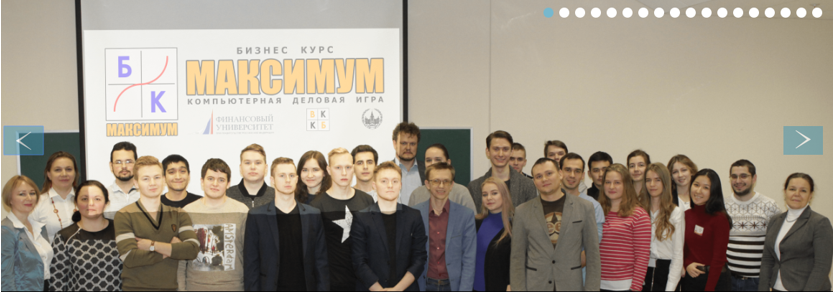 БИЗНЕС КУРС
Б
К
МАКСИМУМ
МАКСИМУМ
КОМПЬЮТЕРНАЯ ДЕЛОВАЯ ИГРА
ФИНАНСОВЫЙ
УНИВЕРСИТЕТ
В К
К Б